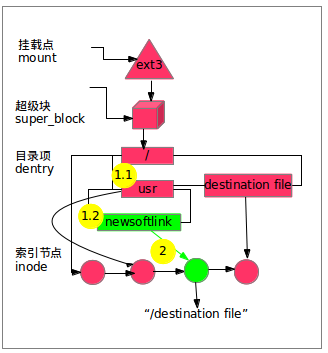 挂载点
mount
ext3
超级块
super_block
目录项
dentry
/
1.1
usr
destination file
1.2
newsoftlink
索引节点
inode
2
“/destination file”